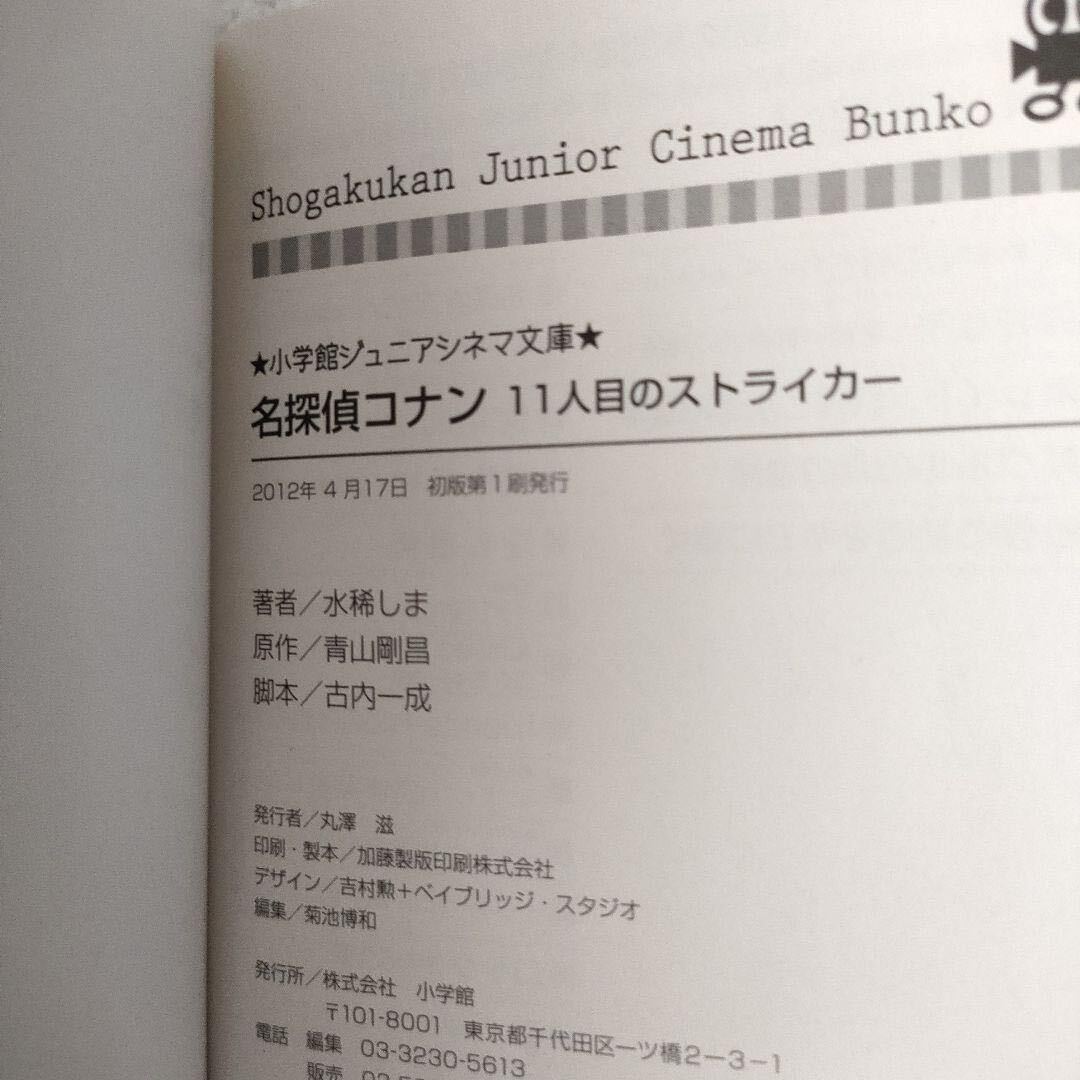 Shogakukan Junior Cinema Bunko
★小学館ジュニアシネマ文庫★
名探偵コナン 11人目のストライカー
2012年 4月17日 初版第1刷発行
著者／水稀しま
原作／青山剛昌
脚本／古内一成
発行者／丸澤 滋
印刷・製本／加藤製版印刷株式会社
デザイン／吉村勲＋ベイブリッジ・スタジオ
編集／菊池博和
発行所／株式会社 小学館
〒101-8001 東京都千代田区一ツ橋2－3－1
電話 編集 03-3230-5613
販売